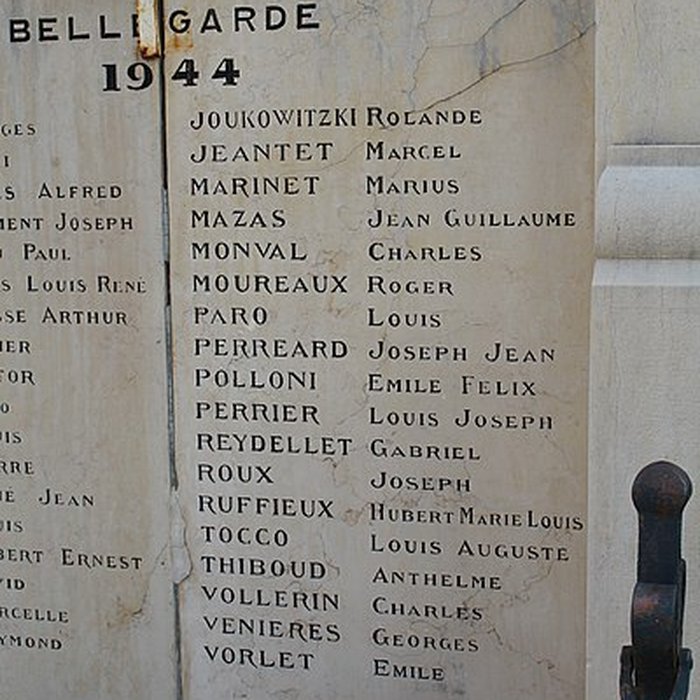 BELLEGARDE
1944
JOUKOWITZKI ROLANDE
JEANTET MARCEL
MARINET MARIUS
ALFRED MAZAS JEAN GUILLAUME
JOSEPH MONVAL CHARLES
PAUL MOUREAUX ROGER
LOUIS RENÉ PARO LOUIS
ARTHUR PERREARD JOSEPH JEAN
POLLONI EMILE FELIX
PERRIER LOUIS JOSEPH
REYDELLET GABRIEL
ROUX JOSEPH
JEAN RUFFIEUX HUBERT MARIE LOUIS
TOCCO LOUIS AUGUSTE
ERNEST THIBOUD ANTHELME
VOLLERIN CHARLES
VENIERES GEORGES
VORLET EMILE